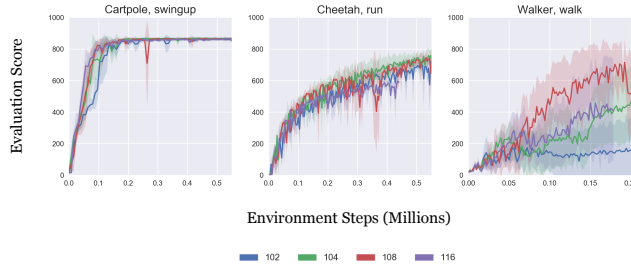 Cartpole, swingup
1000
800
600
400
200
0
0.0 0.1 0.2 0.3 0.4 0.5
Cheetah, run
1000
800
600
400
200
0
0.0 0.1 0.2 0.3 0.4 0.5
Walker, walk
1000
800
600
400
200
0
0.00 0.05 0.10 0.15
Evaluation Score
Environment Steps (Millions)
102 104 108 116